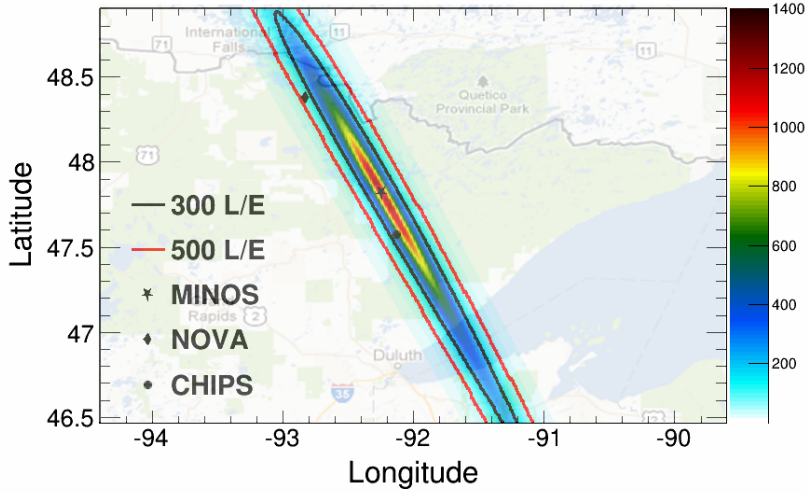 International
Falls
71
11
11
Quetico
Provincial Park
71
300 L/E
500 L/E
MINOS
NOVA
CHIPS
Rapids
2
Duluth
35
2
48.5
48
47.5
47
46.5
-94
-93
-92
-91
-90
Longitude
Latitude
1400
1200
1000
800
600
400
200